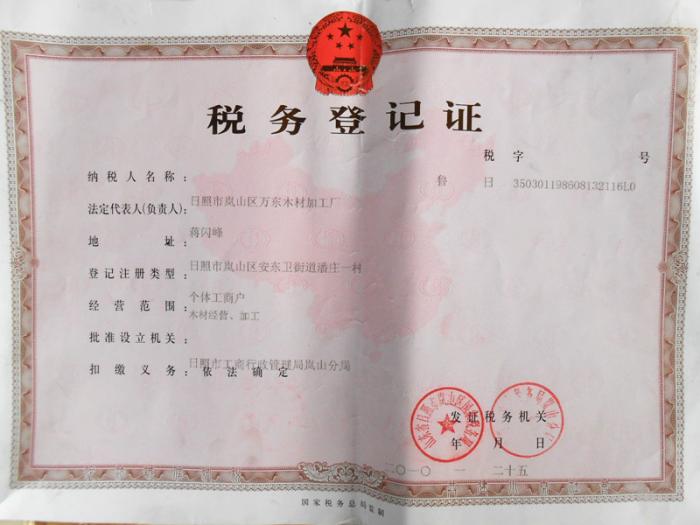 税务登记证
税 字 号
鲁 日 350301198608132116L0
纳税人名称:
日照市岚山区万东木材加工厂
法定代表人(负责人):
蒋闪峰
地 址:
日照市岚山区安东卫街道潘庄一村
登记注册类型:
个体工商户
经营范围:
木材经营、加工
批准设立机关:
日照市工商行政管理局岚山分局
扣缴义务: 依法确定
发证税务机关
年 月 日
二〇一〇 一 二十五
国家税务总局监制